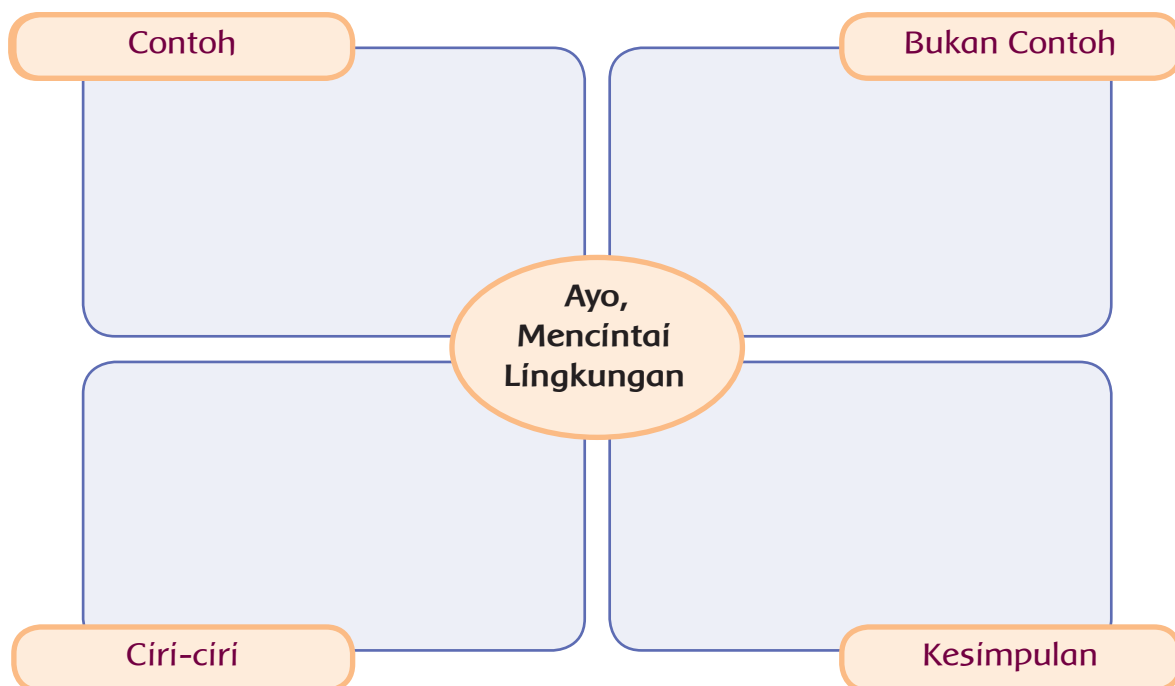 Contoh
Bukan Contoh
Ayo,
Mencintai
Lingkungan
Ciri-ciri
Kesimpulan